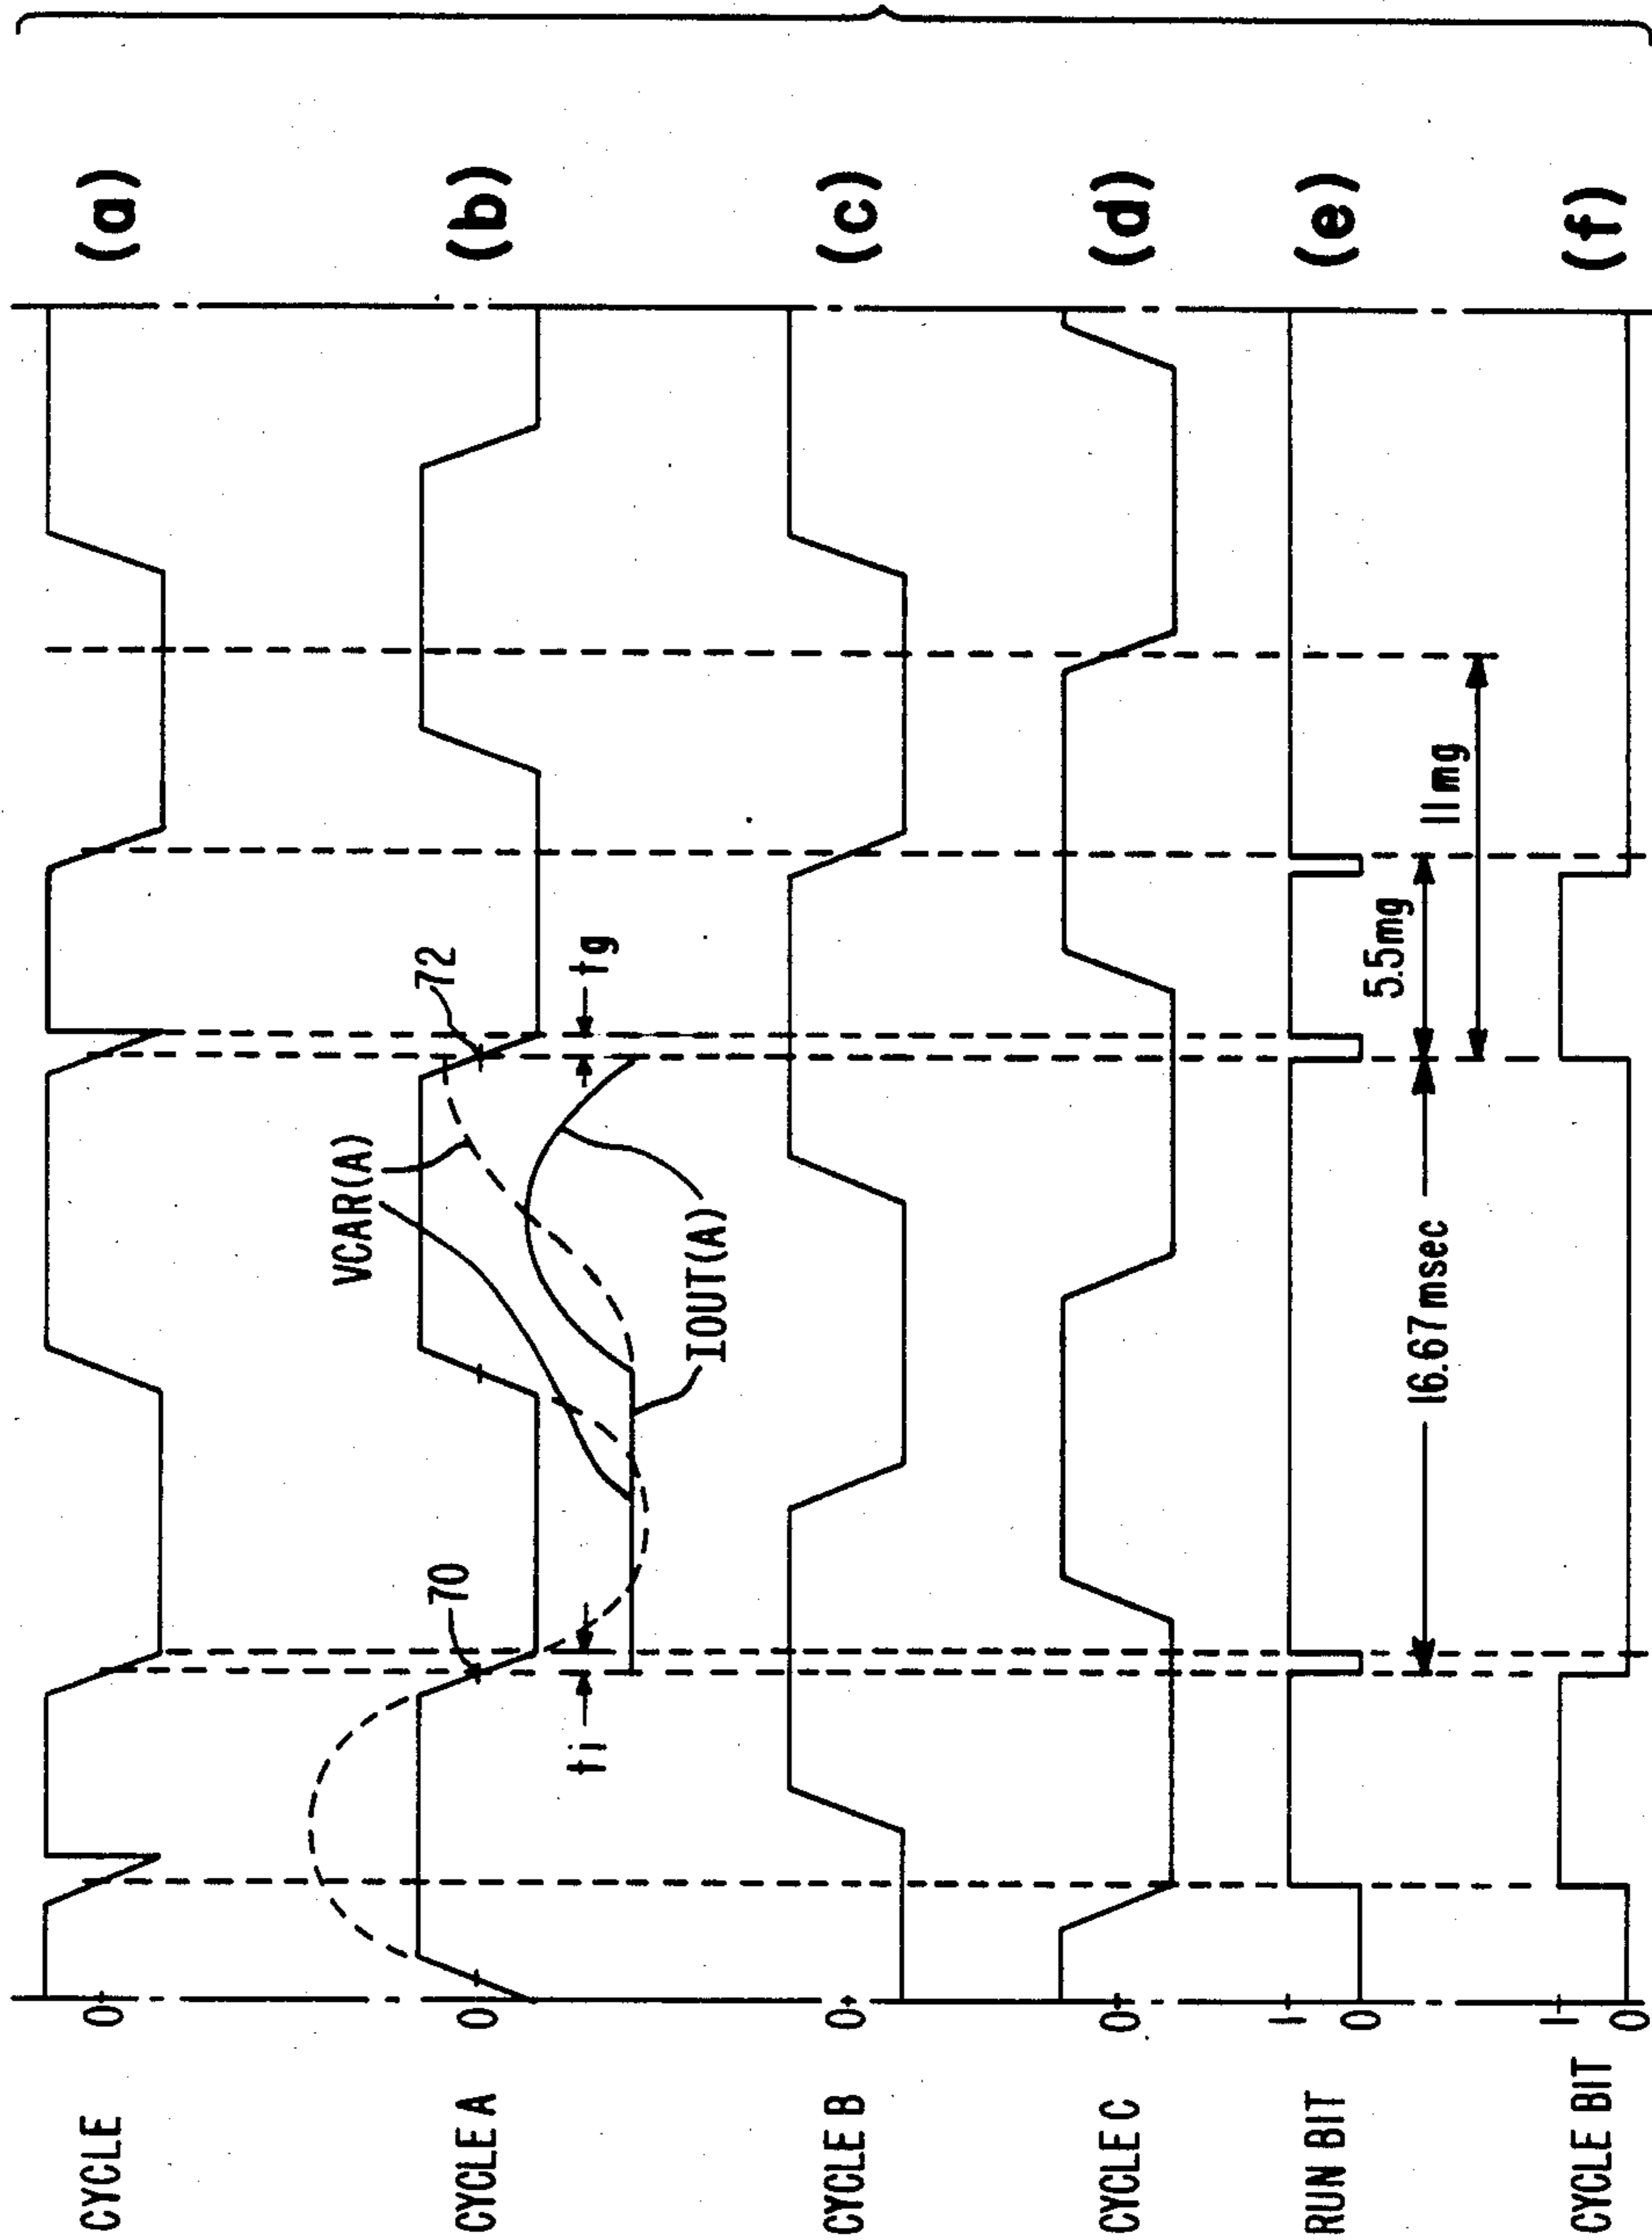 CYCLE
0
(a)
CYCLE A
0
70
72
VCAR(A)
ti
tg
IOUT(A)
(b)
CYCLE B
0
(c)
CYCLE C
0
(d)
RUN BIT
1
0
(e)
16.67msec
5.5mg
11mg
CYCLE BIT
1
0
(f)